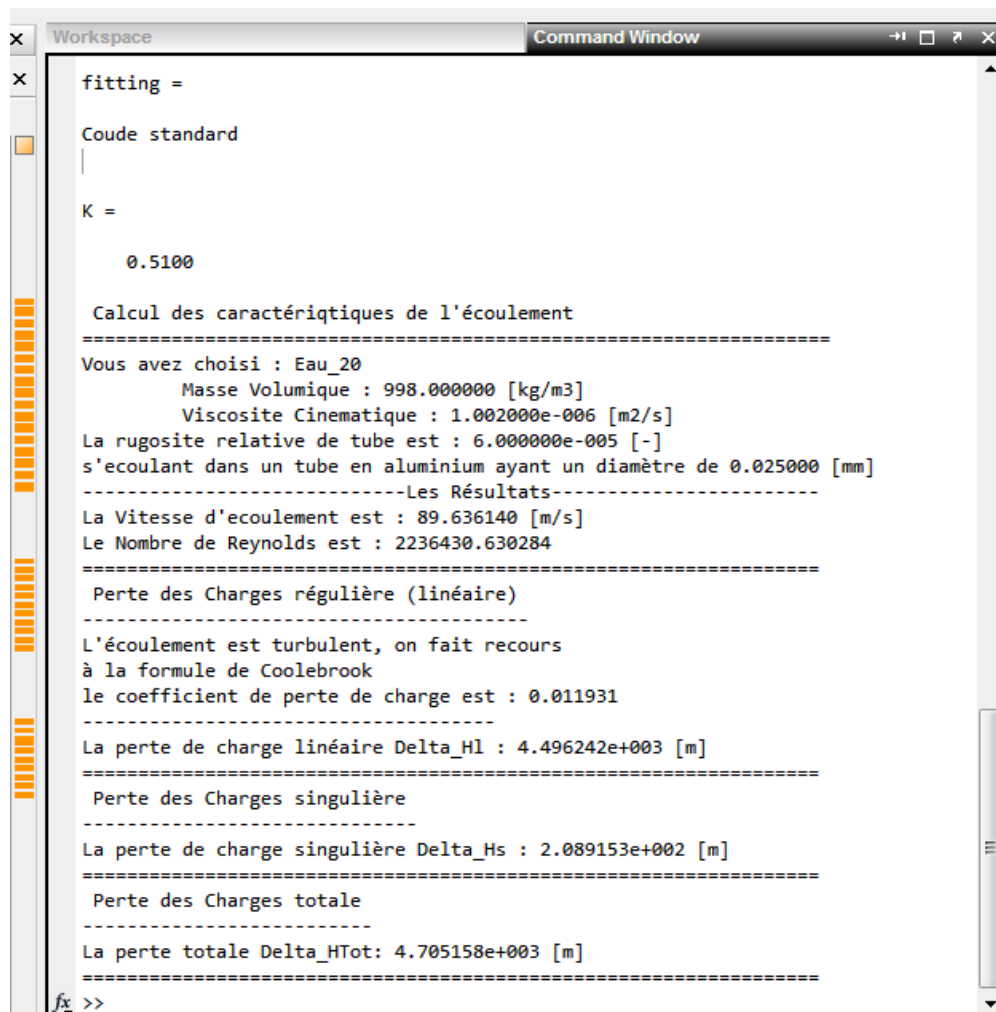 Workspace
Command Window
fitting =
Coude standard
K =
0.5100
Calcul des caractériqtiques de l'écoulement
===================================================================
Vous avez choisi : Eau_20
Masse Volumique : 998.000000 [kg/m3]
Viscosite Cinematique : 1.002000e-006 [m2/s]
La rugosite relative de tube est : 6.000000e-005 [-]
s'ecoulant dans un tube en aluminium ayant un diamètre de 0.025000 [mm]
-----------------------------Les Résultats------------------------
La Vitesse d'ecoulement est : 89.636140 [m/s]
Le Nombre de Reynolds est : 2236430.630284
==================================================================
Perte des Charges régulière (linéaire)
----------------------------------------
L'écoulement est turbulent, on fait recours
à la formule de Coolebrook
le coefficient de perte de charge est : 0.011931
-------------------------------------
La perte de charge linéaire Delta_Hl : 4.496242e+003 [m]
==================================================================
Perte des Charges singulière
------------------------------
La perte de charge singulière Delta_Hs : 2.089153e+002 [m]
==================================================================
Perte des Charges totale
--------------------------
La perte totale Delta_HTot: 4.705158e+003 [m]
==================================================================
fx >>